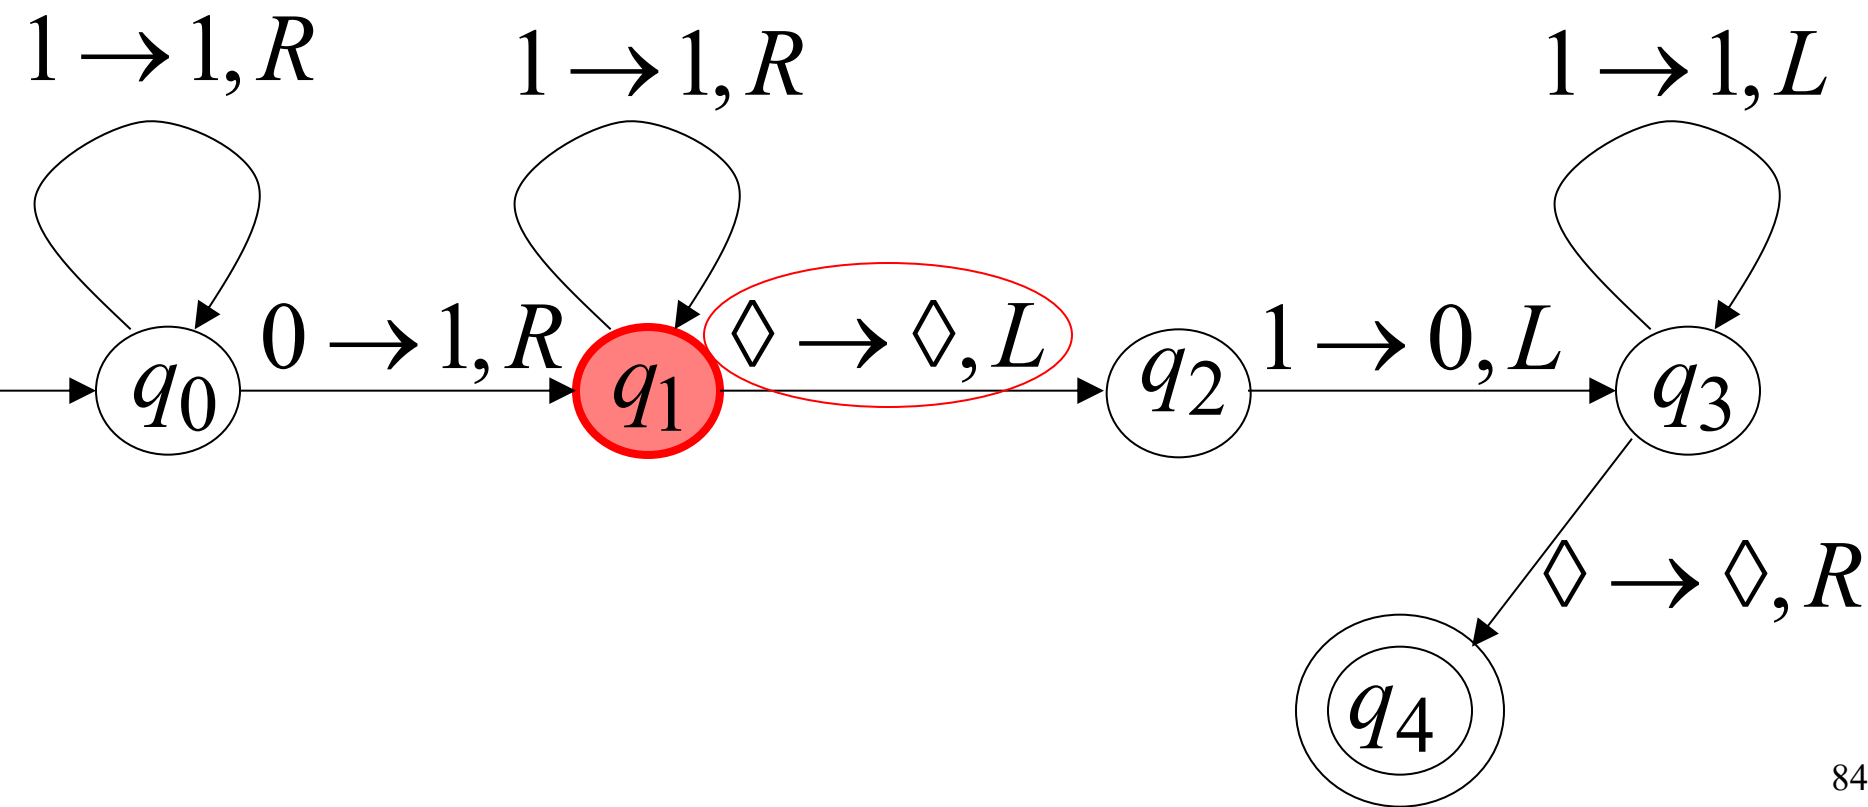 1 → 1, R
1 → 1, R
1 → 1, L
0 → 1, R
◊ → ◊, L
1 → 0, L
q0
q1
q2
q3
◊ → ◊, R
q4
84